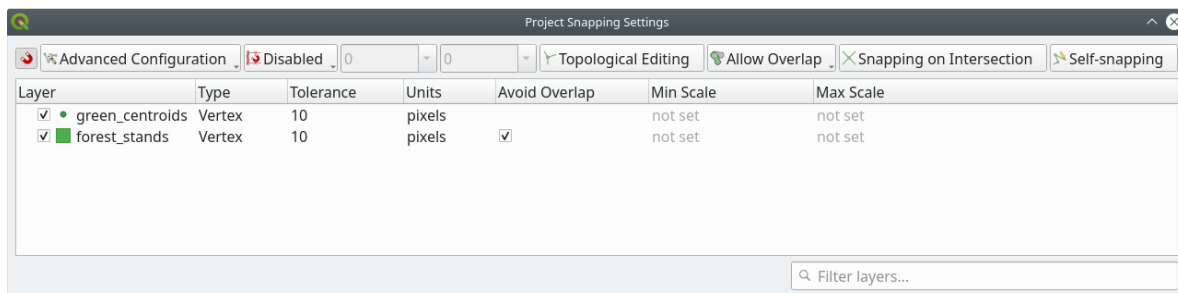 Project Snapping Settings
Advanced Configuration Disabled 0 0 Topological Editing Allow Overlap Snapping on Intersection Self-snapping
Layer Type Tolerance Units Avoid Overlap Min Scale Max Scale
green_centroids Vertex 10 pixels not set not set
forest_stands Vertex 10 pixels not set not set
Filter layers...